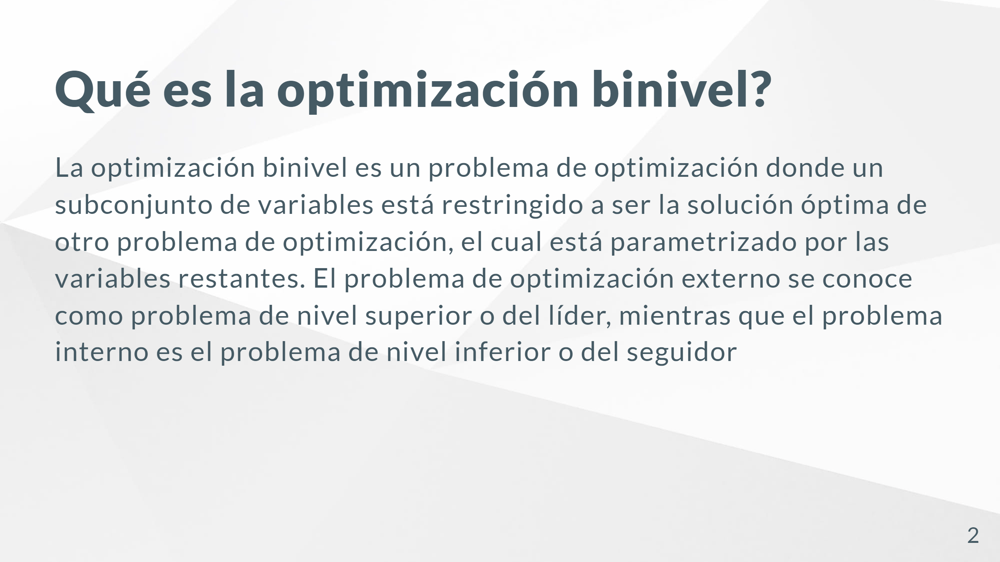 Qué es la optimización binivel?
La optimización binivel es un problema de optimización donde un
subconjunto de variables está restringido a ser la solución óptima de
otro problema de optimización, el cual está parametrizado por las
variables restantes. El problema de optimización externo se conoce
como problema de nivel superior o del líder, mientras que el problema
interno es el problema de nivel inferior o del seguidor
2